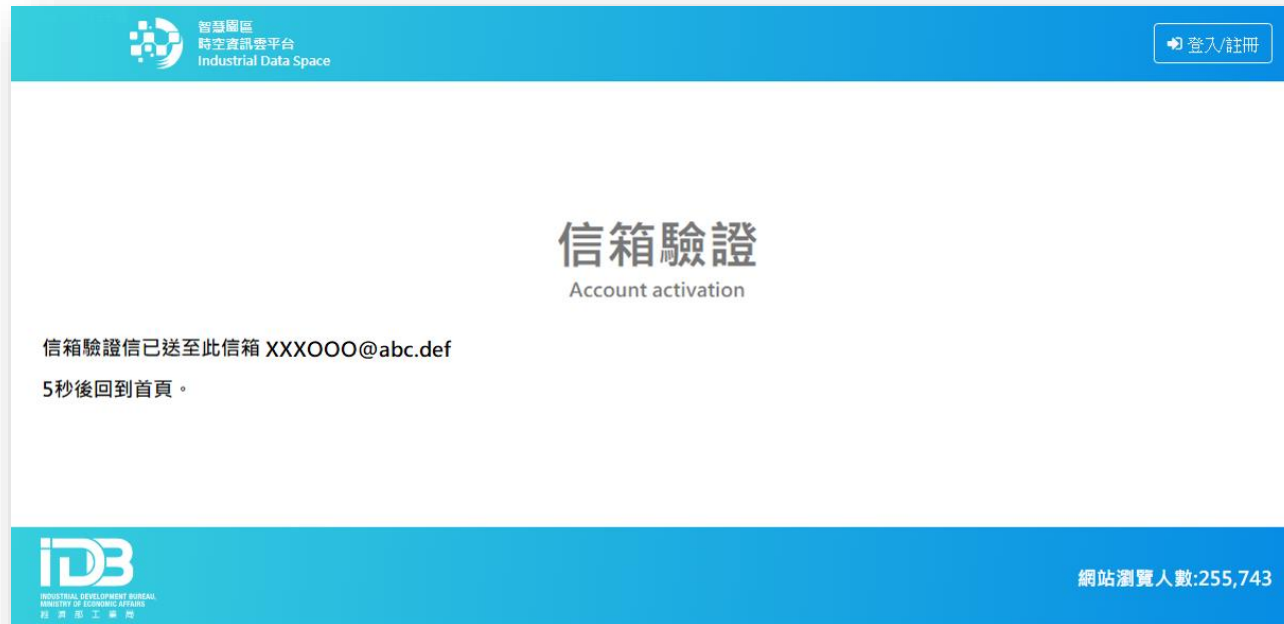 智慧園區
時空資訊雲平台
Industrial Data Space
登入/註冊
信箱驗證
Account activation
信箱驗證信已送至此信箱 XXXOOO@abc.def
5秒後回到首頁。
iDB
INDUSTRIAL DEVELOPMENT BUREAU,
MINISTRY OF ECONOMIC AFFAIRS
經濟部工業局
網站瀏覽人數:255,743